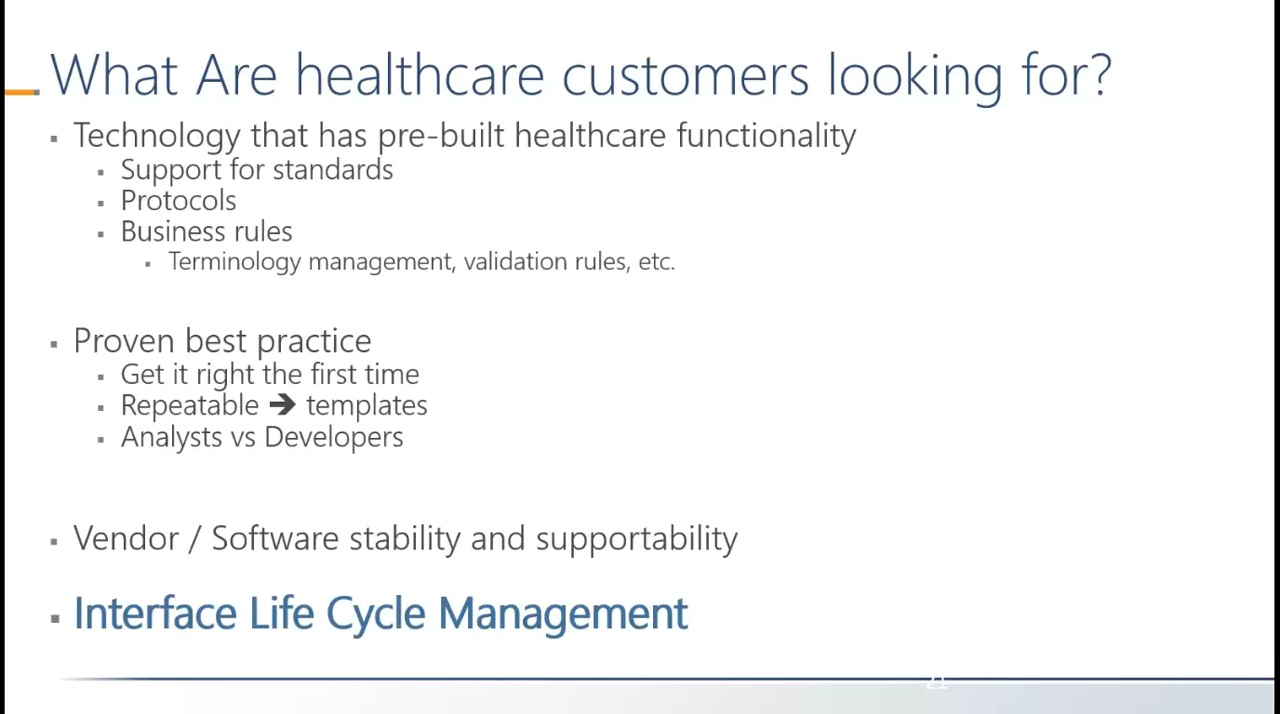 What Are healthcare customers looking for?
▪ Technology that has pre-built healthcare functionality
▪ Support for standards
▪ Protocols
▪ Business rules
▪ Terminology management, validation rules, etc.
▪ Proven best practice
▪ Get it right the first time
▪ Repeatable ➔ templates
▪ Analysts vs Developers
▪ Vendor / Software stability and supportability
▪ Interface Life Cycle Management
21